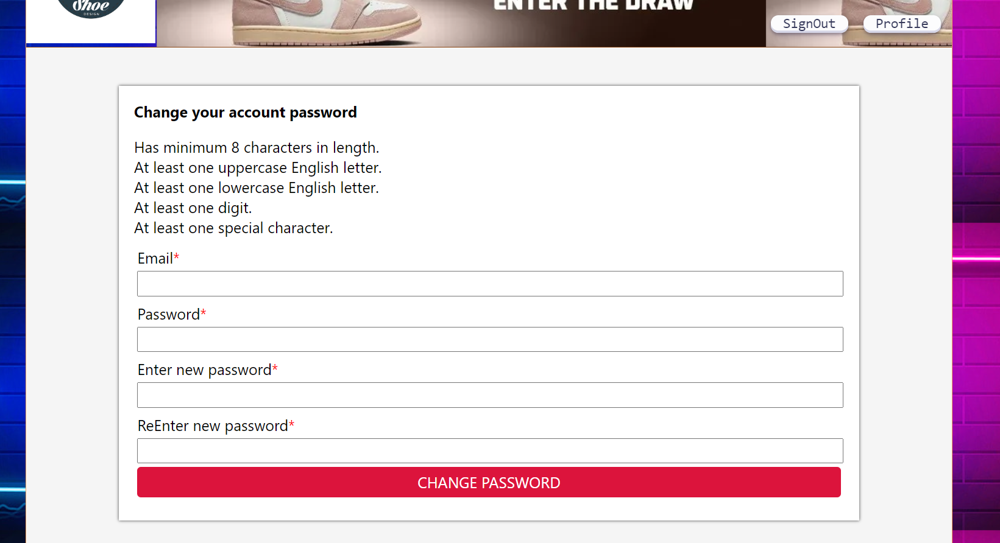 Shoe
DESIGN
ENTER THE DRAW
SignOut
Profile
Change your account password
Has minimum 8 characters in length.
At least one uppercase English letter.
At least one lowercase English letter.
At least one digit.
At least one special character.
Email*
Password*
Enter new password*
ReEnter new password*
CHANGE PASSWORD